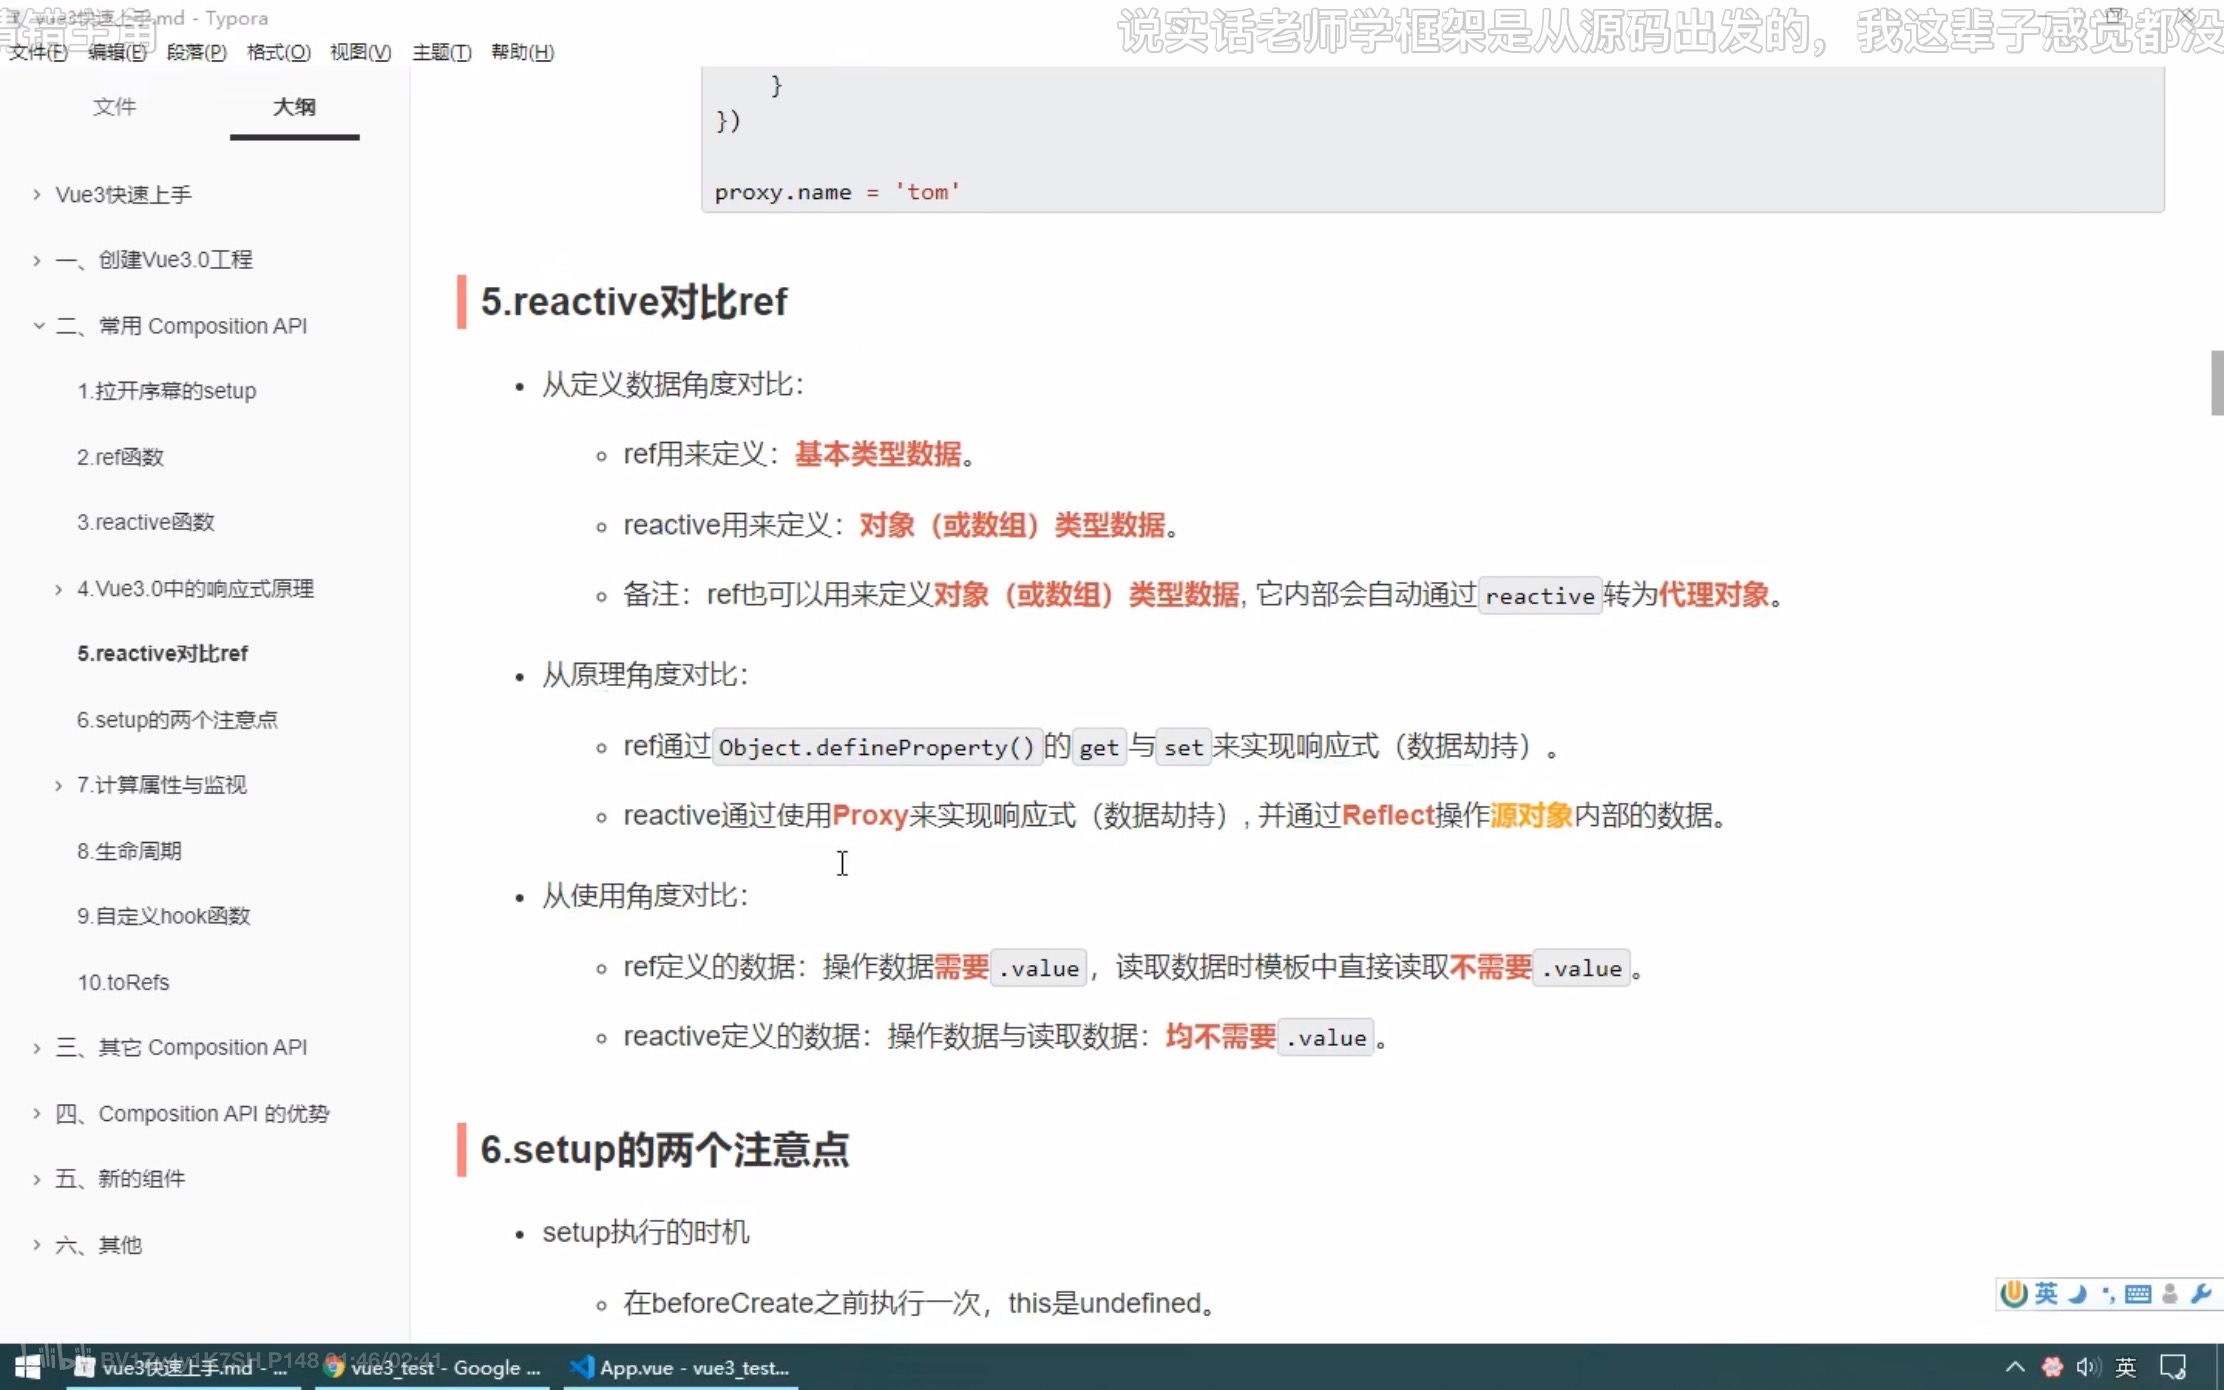 vue3快速上手.md - Typora
说实话老师学框架是从源码出发的，我这辈子感觉都没
文件(F) 编辑(E) 段落(P) 格式(O) 视图(V) 主题(T) 帮助(H)
文件 大纲
Vue3快速上手
一、创建Vue3.0工程
二、常用 Composition API
1.拉开序幕的setup
2.ref函数
3.reactive函数
4.Vue3.0中的响应式原理
5.reactive对比ref
6.setup的两个注意点
7.计算属性与监视
8.生命周期
9.自定义hook函数
10.toRefs
三、其它 Composition API
四、Composition API 的优势
五、新的组件
六、其他
}
})
proxy.name = 'tom'
5.reactive对比ref
从定义数据角度对比：
ref用来定义：基本类型数据。
reactive用来定义：对象（或数组）类型数据。
备注：ref也可以用来定义对象（或数组）类型数据, 它内部会自动通过reactive转为代理对象。
从原理角度对比：
ref通过Object.defineProperty()的get与set来实现响应式（数据劫持）。
reactive通过使用Proxy来实现响应式（数据劫持）, 并通过Reflect操作源对象内部的数据。
从使用角度对比：
ref定义的数据：操作数据需要.value，读取数据时模板中直接读取不需要.value。
reactive定义的数据：操作数据与读取数据：均不需要.value。
6.setup的两个注意点
setup执行的时机
在beforeCreate之前执行一次，this是undefined。
英
vue3快速上手.md - ... vue3_test - Google ... App.vue - vue3_test... 英
BV1Zy4y1K7SH P148 01:46/02:41